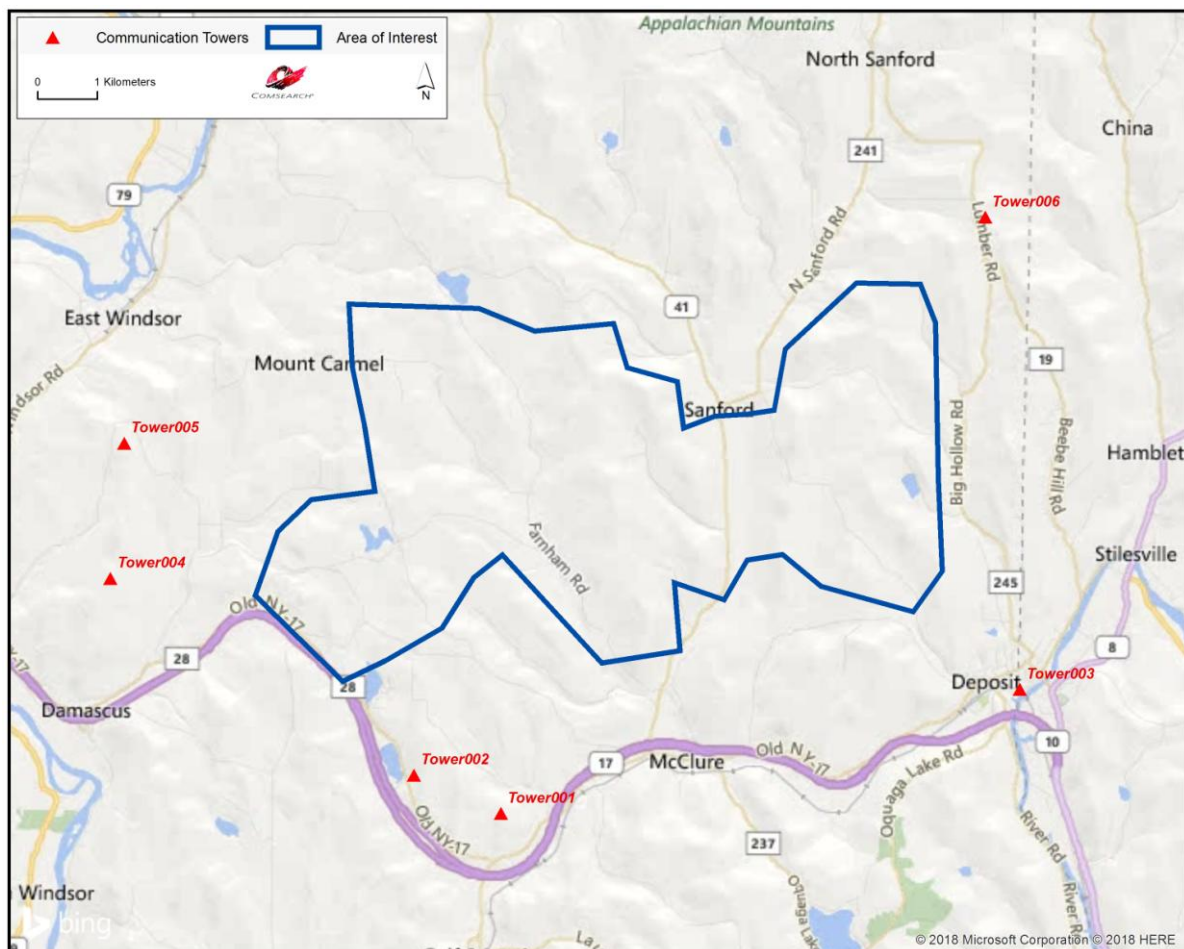 Communication Towers
Area of Interest
0 1 Kilometers
COMSEARCH
N
Appalachian Mountains
North Sanford
China
241
79
Tower006
Lumber Rd
N Sanford Rd
41
East Windsor
Mount Carmel
19
Sanford
Tower005
Big Hollow Rd
Beebe Hill Rd
Farnham Rd
Stilesville
Tower004
245
Old NY-17
28
8
28
Deposit
Tower003
Damascus
10
Old NY-17
17
McClure
Tower002
Tower001
Old NY-17
Oquaga Lake Rd
237
River Rd
Windsor
bing
© 2018 Microsoft Corporation © 2018 HERE